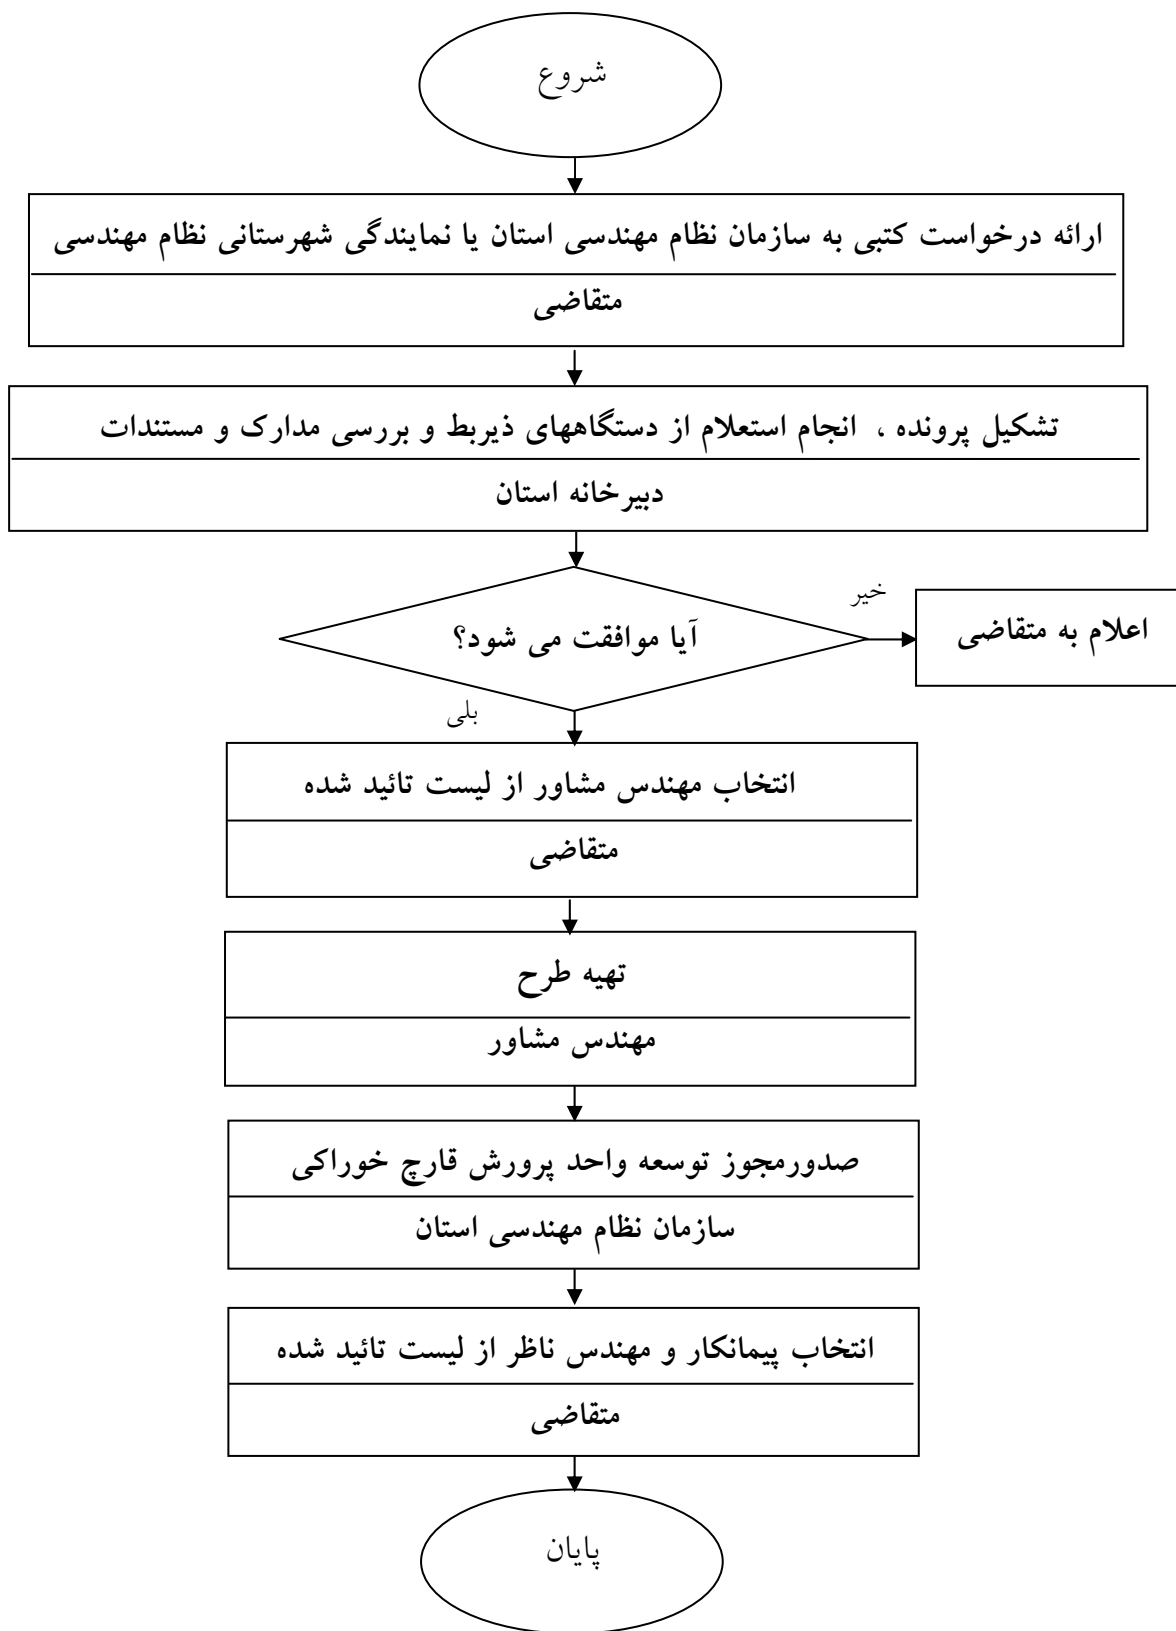 شروع
ارائه درخواست کتبی به سازمان نظام مهندسی استان یا نمایندگی شهرستانی نظام مهندسی
متقاضی
تشکیل پرونده ، انجام استعلام از دستگاههای ذیربط و بررسی مدارک و مستندات
دبیرخانه استان
آیا موافقت می شود؟
خیر
اعلام به متقاضی
بلی
انتخاب مهندس مشاور از لیست تائید شده
متقاضی
تهیه طرح
مهندس مشاور
صدورمجوز توسعه واحد پرورش قارچ خوراکی
سازمان نظام مهندسی استان
انتخاب پیمانکار و مهندس ناظر از لیست تائید شده
متقاضی
پایان